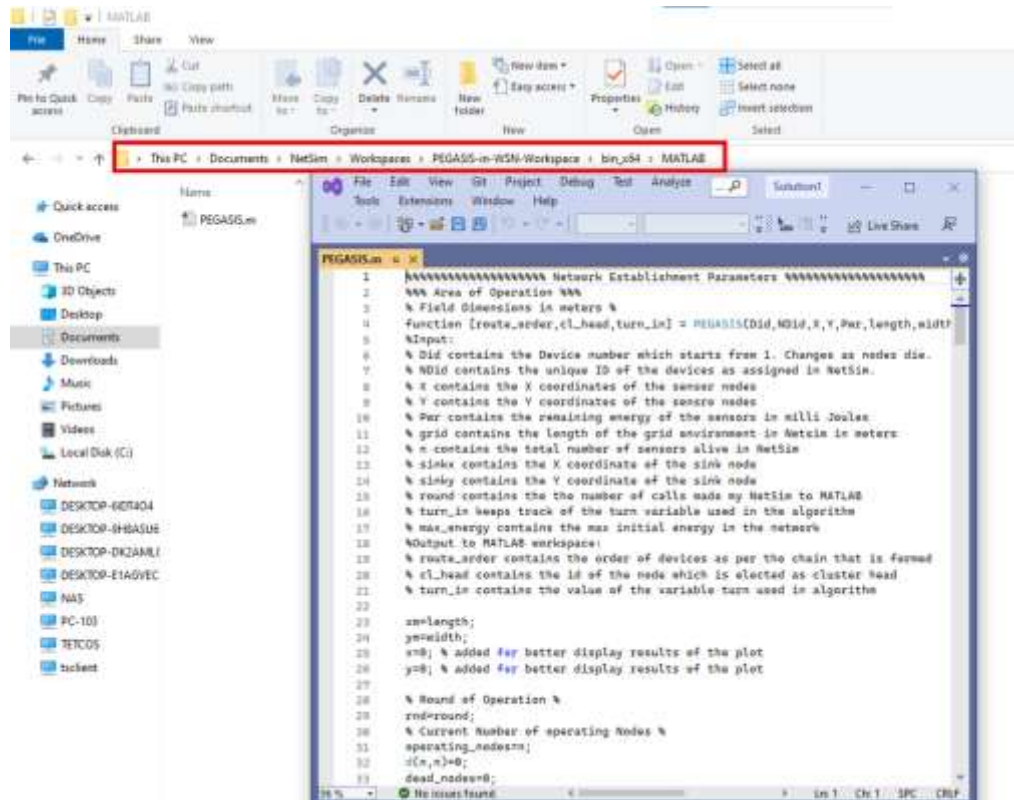 MATLAB
File Home Share View
Pin to Quick access Copy Paste Cut Copy path Paste shortcut Move to Copy to Delete Rename New folder New item Easy access Properties Open Edit History Select all Select none Invert selection
Clipboard Organize New Open Select
This PC Documents NetSim Workspaces PEGASIS-in-WSN-Workspace bin_x64 MATLAB
Name
PEGASIS.m
Quick access
OneDrive
This PC
3D Objects
Desktop
Documents
Downloads
Music
Pictures
Videos
Local Disk (C:)
Network
DESKTOP-9H8ASU6
DESKTOP-E1AGVEC
NAS
PC-103
TETCOS
tsclient
File Edit View Git Project Debug Test Analyze Solution1
Tools Extensions Window Help
Live Share
PEGASIS.m
1 %%%%%%%%%%%%%%%%%%%% Network Establishment Parameters %%%%%%%%%%%%%%%%%%%%
2 %%% Area of Operation %%%
3 % Field Dimensions in meters %
4 function [route_order,cl_head,turn_in] = PEGASIS(Did,NDid,X,Y,Pwr,length,width
5 %Input:
6 % Did contains the Device number which starts from 1. Changes as nodes die.
7 % NDid contains the unique ID of the devices as assigned in NetSim.
8 % X contains the X coordinates of the sensor nodes
9 % Y contains the Y coordinates of the sensro nodes
10 % Pwr contains the remaining energy of the sensors in milli Joules
11 % grid contains the length of the grid environment in Netsim in meters
12 % n contains the total number of sensors alive in NetSim
13 % sinkx contains the X coordinate of the sink node
14 % sinky contains the Y coordinate of the sink node
15 % round contains the the number of calls made my NetSim to MATLAB
16 % turn_in keeps track of the turn variable used in the algorithm
17 % max_energy contains the max initial energy in the network
18 %Output to MATLAB workspace:
19 % route_order contains the order of devices as per the chain that is formed
20 % cl_head contains the id of the node which is elected as cluster head
21 % turn_in contains the value of the variable turn used in algorithm
22
23 xm=length;
24 ym=width;
25 x=0; % added for better display results of the plot
26 y=0; % added for better display results of the plot
27
28 % Round of Operation %
29 rnd=round;
30 % Current Number of operating Nodes %
31 operating_nodes=n;
32 d(n,n)=0;
33 dead_nodes=0;
96 % No issues found Ln: 1 Ch: 1 SPC CRLF